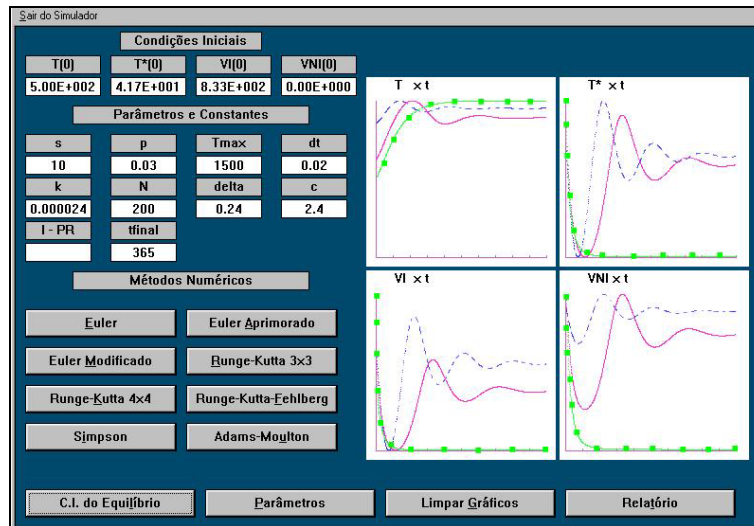 Sair do Simulador
Condições Iniciais
T(0) T*(0) VI(0) VNI(0)
5.00E+002 4.17E+001 8.33E+002 0.00E+000
Parâmetros e Constantes
s p Tmax dt
10 0.03 1500 0.02
k N delta c
0.000024 200 0.24 2.4
I - PR tfinal
365
Métodos Numéricos
Euler Euler Aprimorado
Euler Modificado Runge-Kutta 3x3
Runge-Kutta 4x4 Runge-Kutta-Fehlberg
Simpson Adams-Moulton
T x t
T* x t
VI x t
VNI x t
C.I. do Equilíbrio Parâmetros Limpar Gráficos Relatório